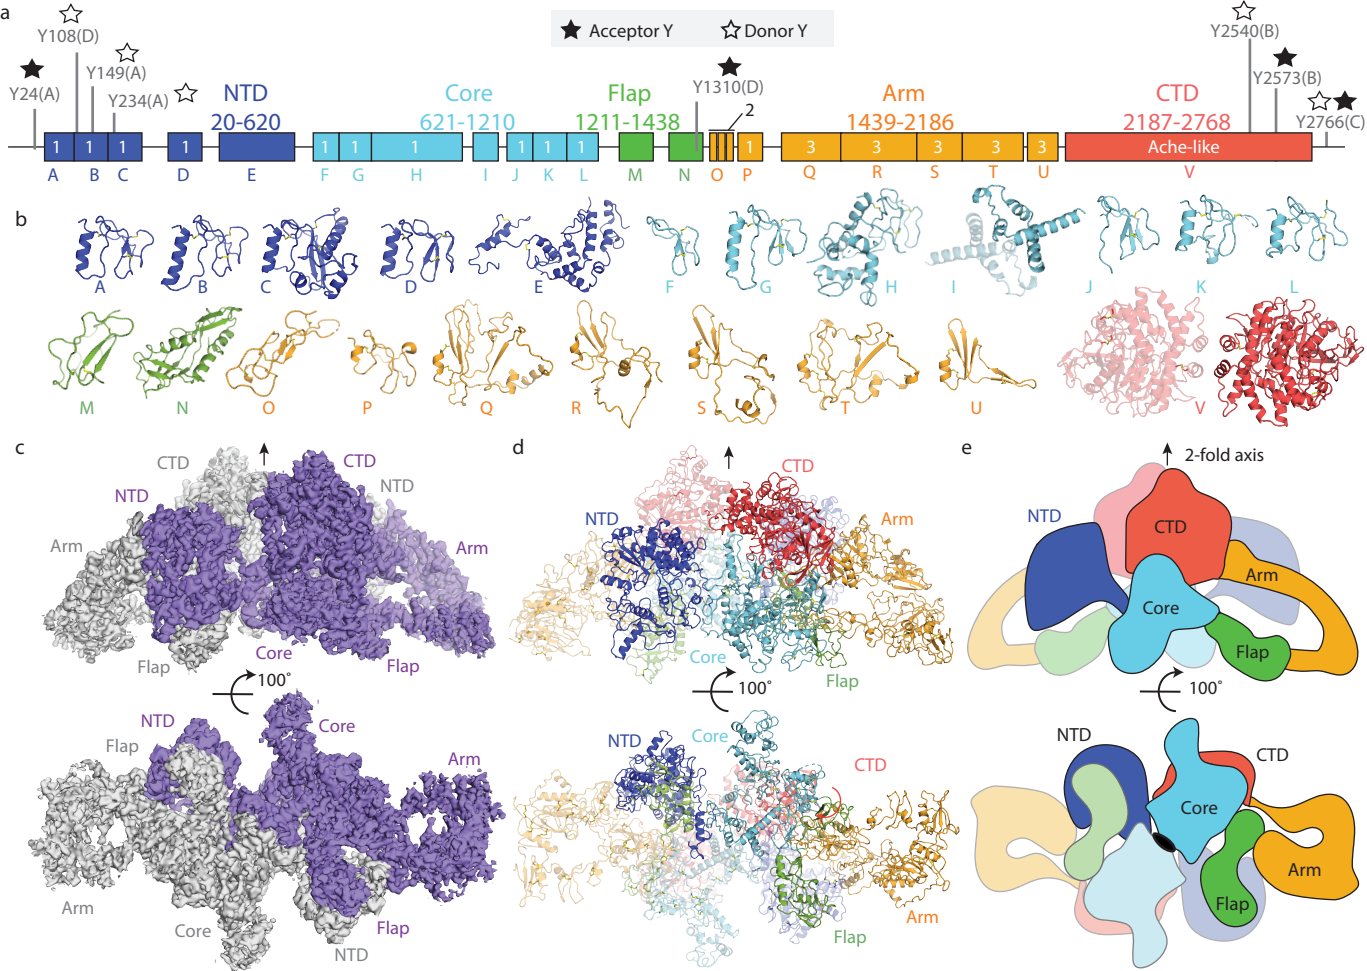 a
★ Acceptor Y ☆ Donor Y
Y24(A)
Y108(D)
Y149(A)
Y234(A)
Y1310(D)
Y2540(B)
Y2573(B)
Y2766(C)
NTD
20-620
Core
621-1210
Flap
1211-1438
2
Arm
1439-2186
CTD
2187-2768
1 1 1 1 1 1 1 1 1 1 1 1 3 3 3 3 3 Ache-like
A B C D E F G H I J K L M N O P Q R S T U V
b
A B C D E F G H I J K L
M N O P Q R S T U V
c
CTD
CTD
NTD
NTD
Arm
Arm
Flap
Core
Flap
100°
NTD
Core
Flap
Arm
Arm
Core
Flap
NTD
d
CTD
NTD
Arm
Core
Flap
100°
NTD
Core
CTD
Arm
Flap
e
2-fold axis
NTD
CTD
Arm
Core
Flap
100°
NTD
CTD
Core
Arm
Flap